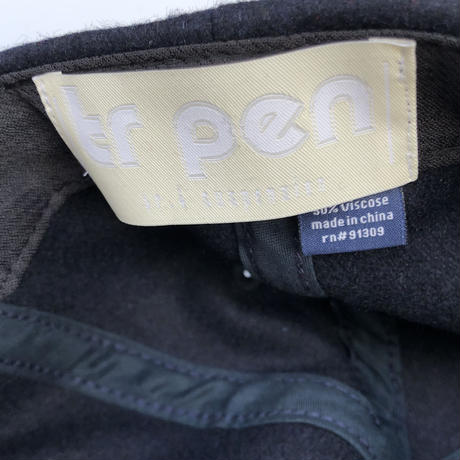 tr pen
30% viscose
made in china
rn# 91309